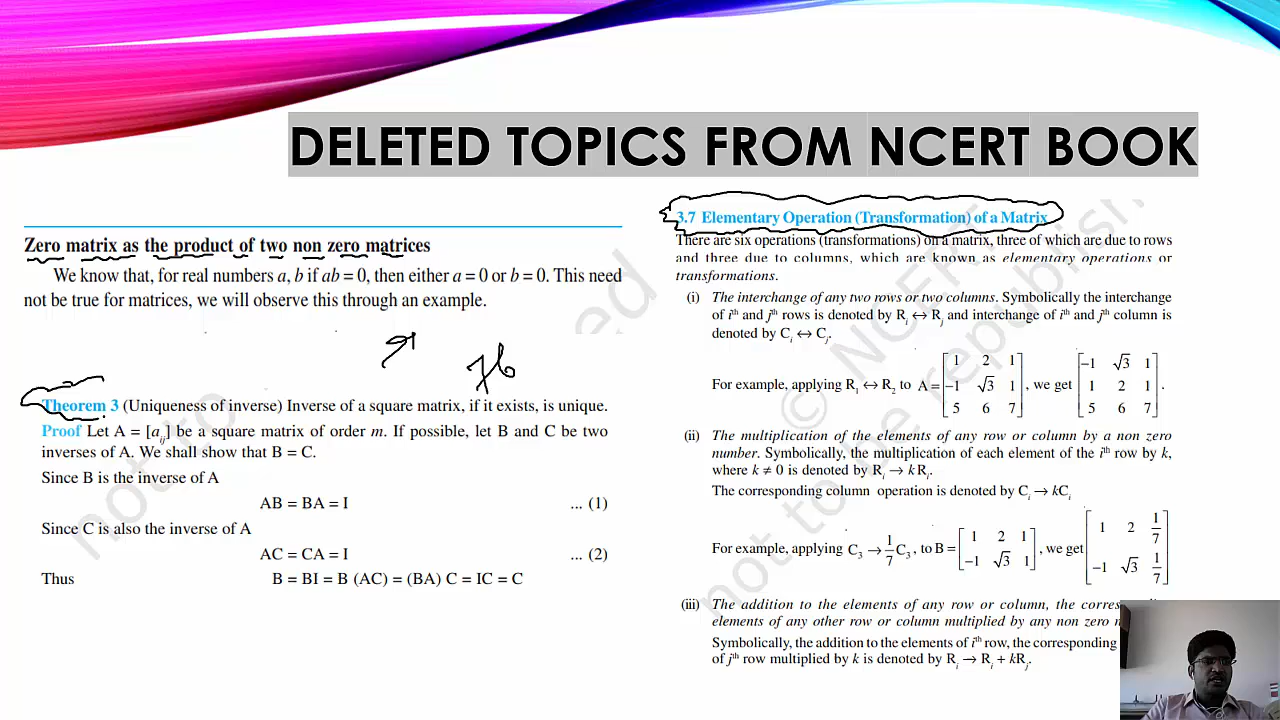 DELETED TOPICS FROM NCERT BOOK
Zero matrix as the product of two non zero matrices
We know that, for real numbers a, b if ab = 0, then either a = 0 or b = 0. This need
not be true for matrices, we will observe this through an example.
76
Theorem 3 (Uniqueness of inverse) Inverse of a square matrix, if it exists, is unique.
Proof Let A = [aij] be a square matrix of order m. If possible, let B and C be two
inverses of A. We shall show that B = C.
Since B is the inverse of A
AB = BA = I ... (1)
Since C is also the inverse of A
AC = CA = I ... (2)
Thus B = BI = B (AC) = (BA) C = IC = C
3.7 Elementary Operation (Transformation) of a Matrix
There are six operations (transformations) on a matrix, three of which are due to rows
and three due to columns, which are known as elementary operations or
transformations.
(i) The interchange of any two rows or two columns. Symbolically the interchange
of ith and jth rows is denoted by Ri ↔ Rj and interchange of ith and jth column is
denoted by Ci ↔ Cj.
1 2 1 −1 √3 1
For example, applying R1 ↔ R2 to A = −1 √3 1 , we get 1 2 1 .
5 6 7 5 6 7
(ii) The multiplication of the elements of any row or column by a non zero
number. Symbolically, the multiplication of each element of the ith row by k,
where k ≠ 0 is denoted by Ri → k Ri.
The corresponding column operation is denoted by Ci → kCi
For example, applying C3 → 1/7 C3, to B = [1 2 1
−1 √3 1], we get [1 2 1/7
−1 √3 1/7]
(iii) The addition to the elements of any row or column, the
elements of any other row or column multiplied by any non zero
Symbolically, the addition to the elements of ith row, the corresponding
of jth row multiplied by k is denoted by Ri → Ri + kRj.
© NCERT
not to be republished